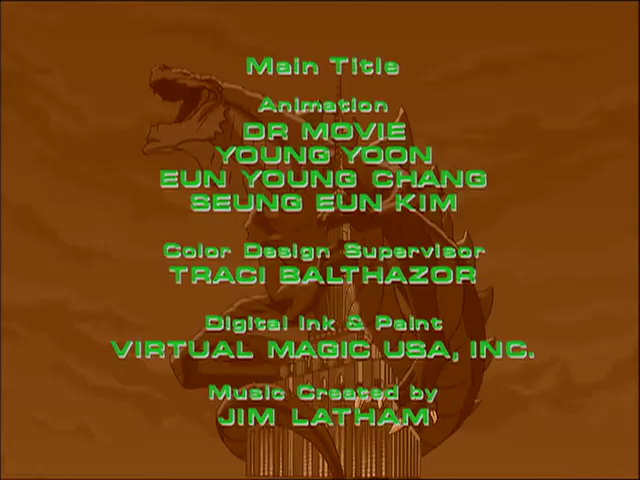 Main Title
Animation
DR MOVIE
YOUNG YOON
EUN YOUNG CHANG
SEUNG EUN KIM
Color Design Supervisor
TRACI BALTHAZOR
Digital Ink & Paint
VIRTUAL MAGIC USA, INC.
Music Created by
JIM LATHAM